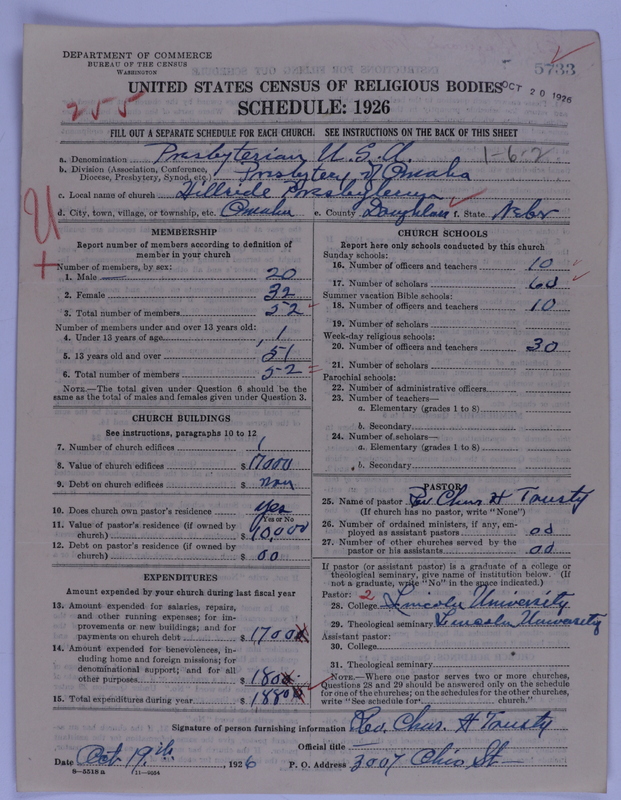 DEPARTMENT OF COMMERCE
BUREAU OF THE CENSUS
WASHINGTON
5733
OCT 20 1926
UNITED STATES CENSUS OF RELIGIOUS BODIES
255
SCHEDULE: 1926
FILL OUT A SEPARATE SCHEDULE FOR EACH CHURCH. SEE INSTRUCTIONS ON THE BACK OF THIS SHEET
a. Denomination Presbyterian U.S.A. 1-6-2
b. Division (Association, Conference, Diocese, Presbytery, Synod, etc.) Presbytery of Omaha
c. Local name of church Hillside Presbyterian
d. City, town, village, or township, etc. Omaha e. County Douglas f. State Nebr
MEMBERSHIP
Report number of members according to definition of member in your church
Number of members, by sex:
1. Male 20
2. Female 32
3. Total number of members 52
Number of members under and over 13 years old:
4. Under 13 years of age 1
5. 13 years old and over 51
6. Total number of members 52
NOTE.—The total given under Question 6 should be the same as the total of males and females given under Question 3.
CHURCH BUILDINGS
See instructions, paragraphs 10 to 12
7. Number of church edifices 1
8. Value of church edifices $ 17000
9. Debt on church edifices $ non
10. Does church own pastor's residence yes
Yes or No
11. Value of pastor's residence (if owned by church) $ 10,000
12. Debt on pastor's residence (if owned by church) $ 00
EXPENDITURES
Amount expended by your church during last fiscal year
13. Amount expended for salaries, repairs, and other running expenses; for improvements or new buildings; and for payments on church debt $ 1700
14. Amount expended for benevolences, including home and foreign missions; for denominational support; and for all other purposes $ 180
15. Total expenditures during year $ 1880
CHURCH SCHOOLS
Report here only schools conducted by this church
Sunday schools:
16. Number of officers and teachers 10
17. Number of scholars 60
Summer vacation Bible schools:
18. Number of officers and teachers 10
19. Number of scholars
Week-day religious schools:
20. Number of officers and teachers 30
21. Number of scholars
Parochial schools:
22. Number of administrative officers
23. Number of teachers—
a. Elementary (grades 1 to 8)
b. Secondary
24. Number of scholars—
a. Elementary (grades 1 to 8)
b. Secondary
PASTOR
25. Name of pastor Rev Chas. H Tousty
(If church has no pastor, write "None")
26. Number of ordained ministers, if any, employed as assistant pastors 00
27. Number of other churches served by the pastor or his assistants 00
If pastor (or assistant pastor) is a graduate of a college or theological seminary, give name of institution below. (If not a graduate, write "No" in the space indicated.)
Pastor: 2
28. College Lincoln University
29. Theological seminary Lincoln University
Assistant pastor:
30. College
31. Theological seminary
NOTE.—Where one pastor serves two or more churches, Questions 28 and 29 should be answered only on the schedule for one of the churches; on the schedules for the other churches, write "See schedule for church."
Signature of person furnishing information Rev. Chas. H Tousty
Official title
Date Oct 19th, 1926 P. O. Address 3007 Ohio St
8-5518 a 11-9054